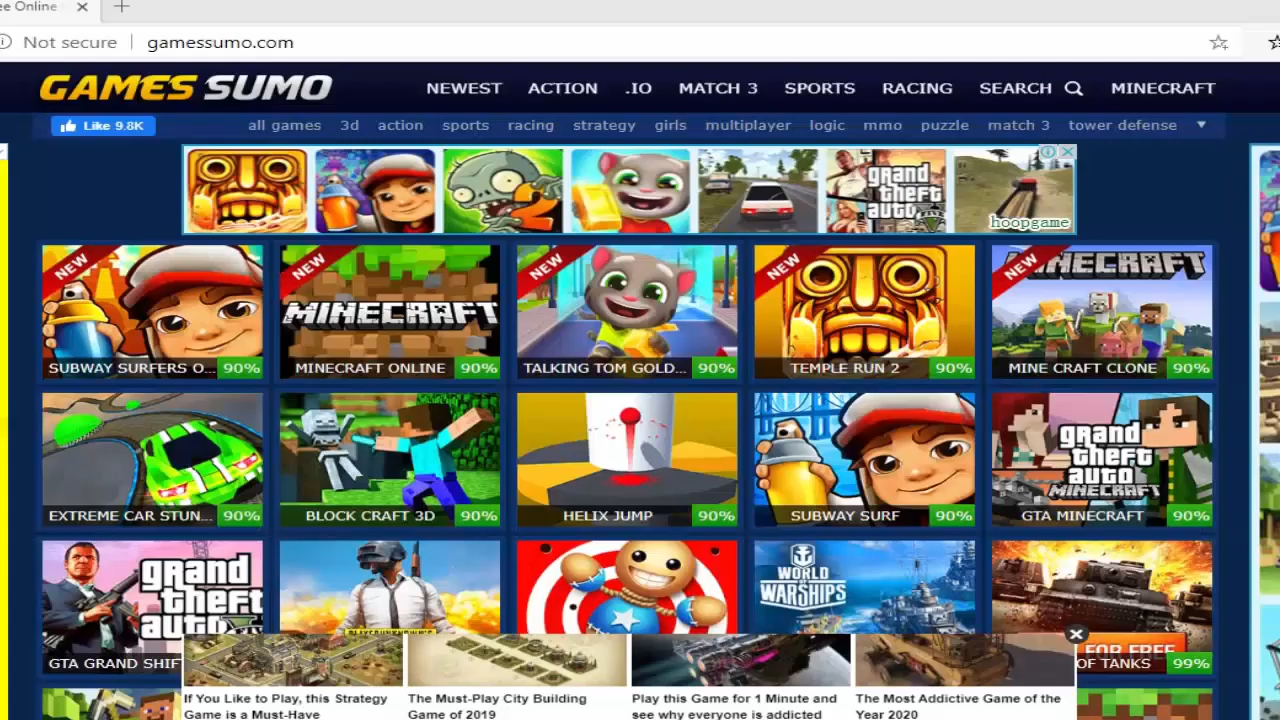 ee Online
Not secure gamessumo.com
GAMES SUMO
NEWEST ACTION .IO MATCH 3 SPORTS RACING SEARCH MINECRAFT
Like 9.8K
all games 3d action sports racing strategy girls multiplayer logic mmo puzzle match 3 tower defense
2
grand
theft
auto
hoopgame
NEW NEW NEW NEW NEW
MINECRAFT
MINECRAFT
SUBWAY SURFERS O... 90% MINECRAFT ONLINE 90% TALKING TOM GOLD... 90% TEMPLE RUN 2 90% MINE CRAFT CLONE 90%
grand
theft
auto
MINECRAFT
EXTREME CAR STUN... 90% BLOCK CRAFT 3D 90% HELIX JUMP 90% SUBWAY SURF 90% GTA MINECRAFT 90%
grand
theft
auto
WORLD
OF
WARSHIPS
FOR FREE
GTA GRAND SHIF OF TANKS 99%
If You Like to Play, this Strategy
Game is a Must-Have
The Must-Play City Building
Game of 2019
Play this Game for 1 Minute and
see why everyone is addicted
The Most Addictive Game of the
Year 2020